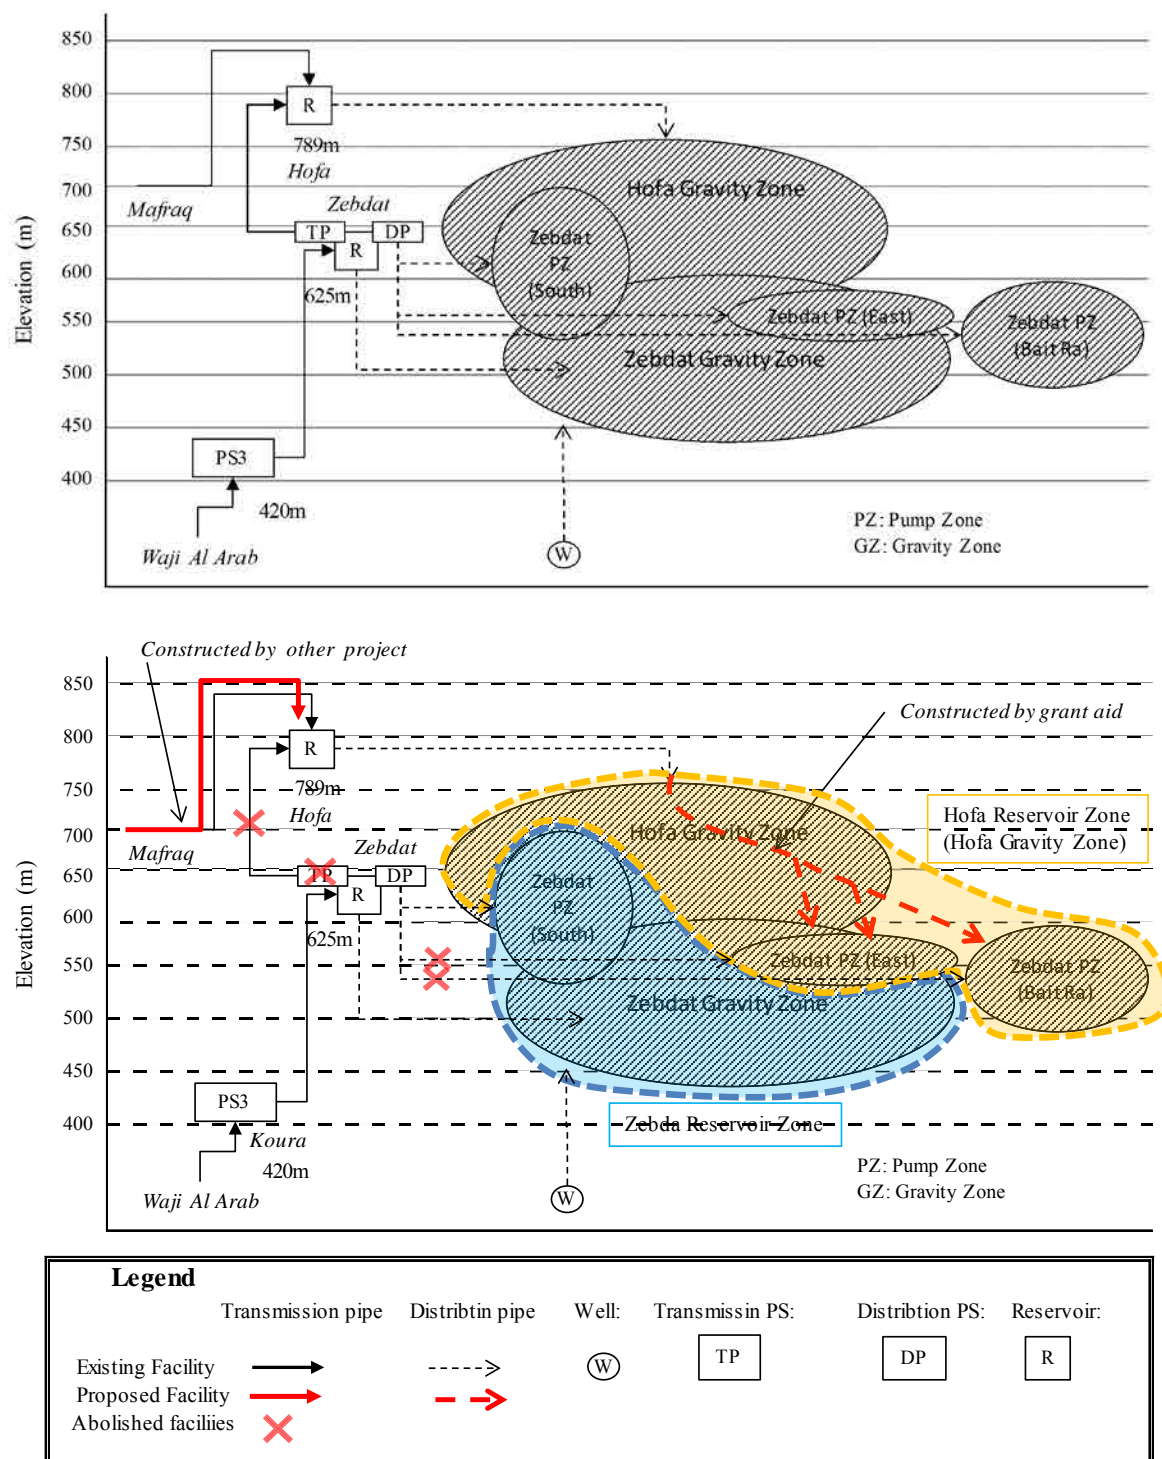 850
800
750
700
650
600
550
500
450
400
Elevation (m)
R
789m
Hofa
Mafraq
Zebdat
TP
DP
R
625m
Hofa Gravity Zone
Zebdat
PZ
(South)
Zebdat PZ (East)
Zebdat Gravity Zone
Zebdat PZ
(Bait Ra)
PS3
420m
Waji Al Arab
W
PZ: Pump Zone
GZ: Gravity Zone
Constructed by other project
850
800
750
700
650
600
550
500
450
400
Elevation (m)
Constructed by grant aid
R
789m
Hofa
Mafraq
Zebdat
TP
DP
R
625m
Hofa Gravity Zone
Hofa Reservoir Zone
(Hofa Gravity Zone)
Zebdat
PZ
(South)
Zebdat PZ (East)
Zebdat Gravity Zone
Zebdat PZ
(Bait Ra)
PS3
Koura
420m
Waji Al Arab
Zebda Reservoir Zone
W
PZ: Pump Zone
GZ: Gravity Zone
Legend
Transmission pipe Distribtin pipe Well: Transmissin PS: Distribtion PS: Reservoir:
W TP DP R
Existing Facility
Proposed Facility
Abolished faciliies